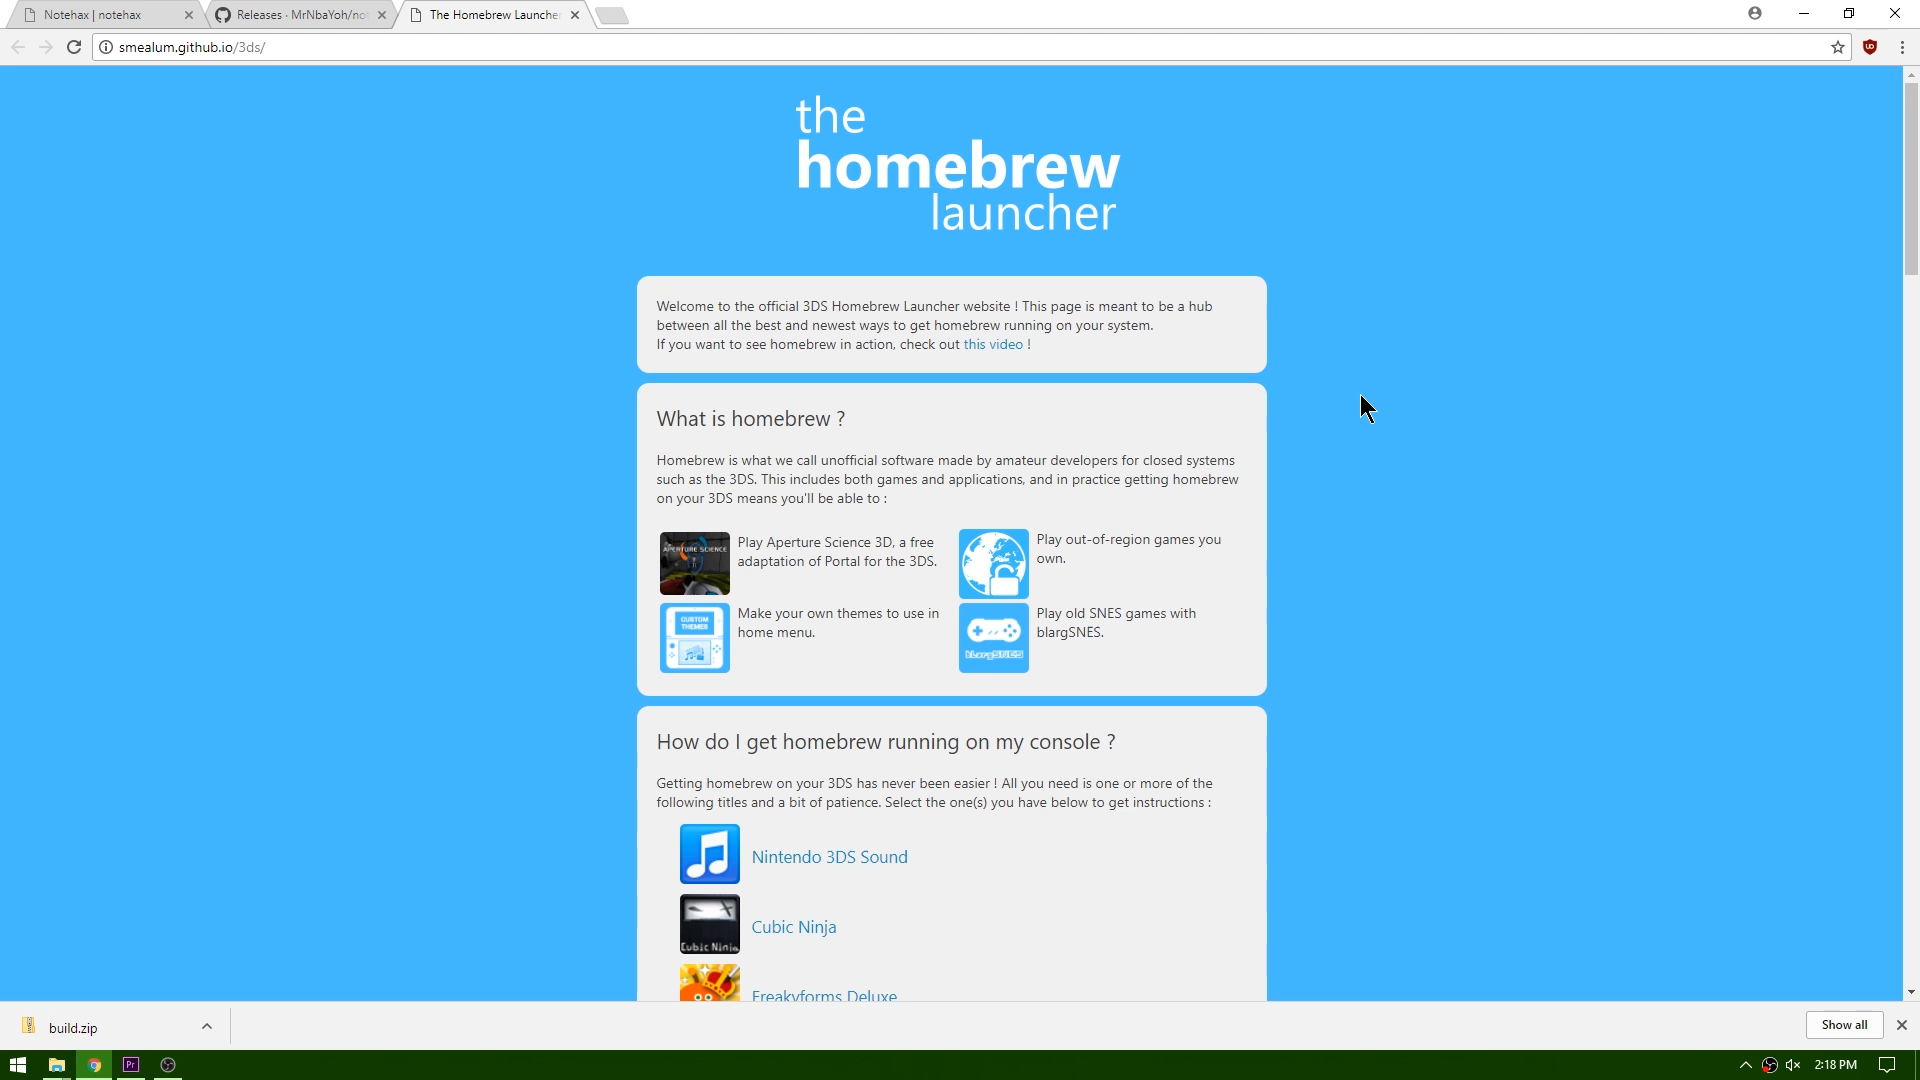 Notehax | notehax
Releases · MrNbaYoh/no
The Homebrew Launche
smealum.github.io/3ds/
the
homebrew
launcher
Welcome to the official 3DS Homebrew Launcher website ! This page is meant to be a hub
between all the best and newest ways to get homebrew running on your system.
If you want to see homebrew in action, check out this video !
What is homebrew ?
Homebrew is what we call unofficial software made by amateur developers for closed systems
such as the 3DS. This includes both games and applications, and in practice getting homebrew
on your 3DS means you'll be able to :
APERTURE SCIENCE
Play Aperture Science 3D, a free
adaptation of Portal for the 3DS.
Play out-of-region games you
own.
CUSTOM
THEMES
Make your own themes to use in
home menu.
blargSNES
Play old SNES games with
blargSNES.
How do I get homebrew running on my console ?
Getting homebrew on your 3DS has never been easier ! All you need is one or more of the
following titles and a bit of patience. Select the one(s) you have below to get instructions :
Nintendo 3DS Sound
Cubic Ninja
Cubic Ninja
Freakyforms Deluxe
build.zip
Show all
Pr
2:18 PM